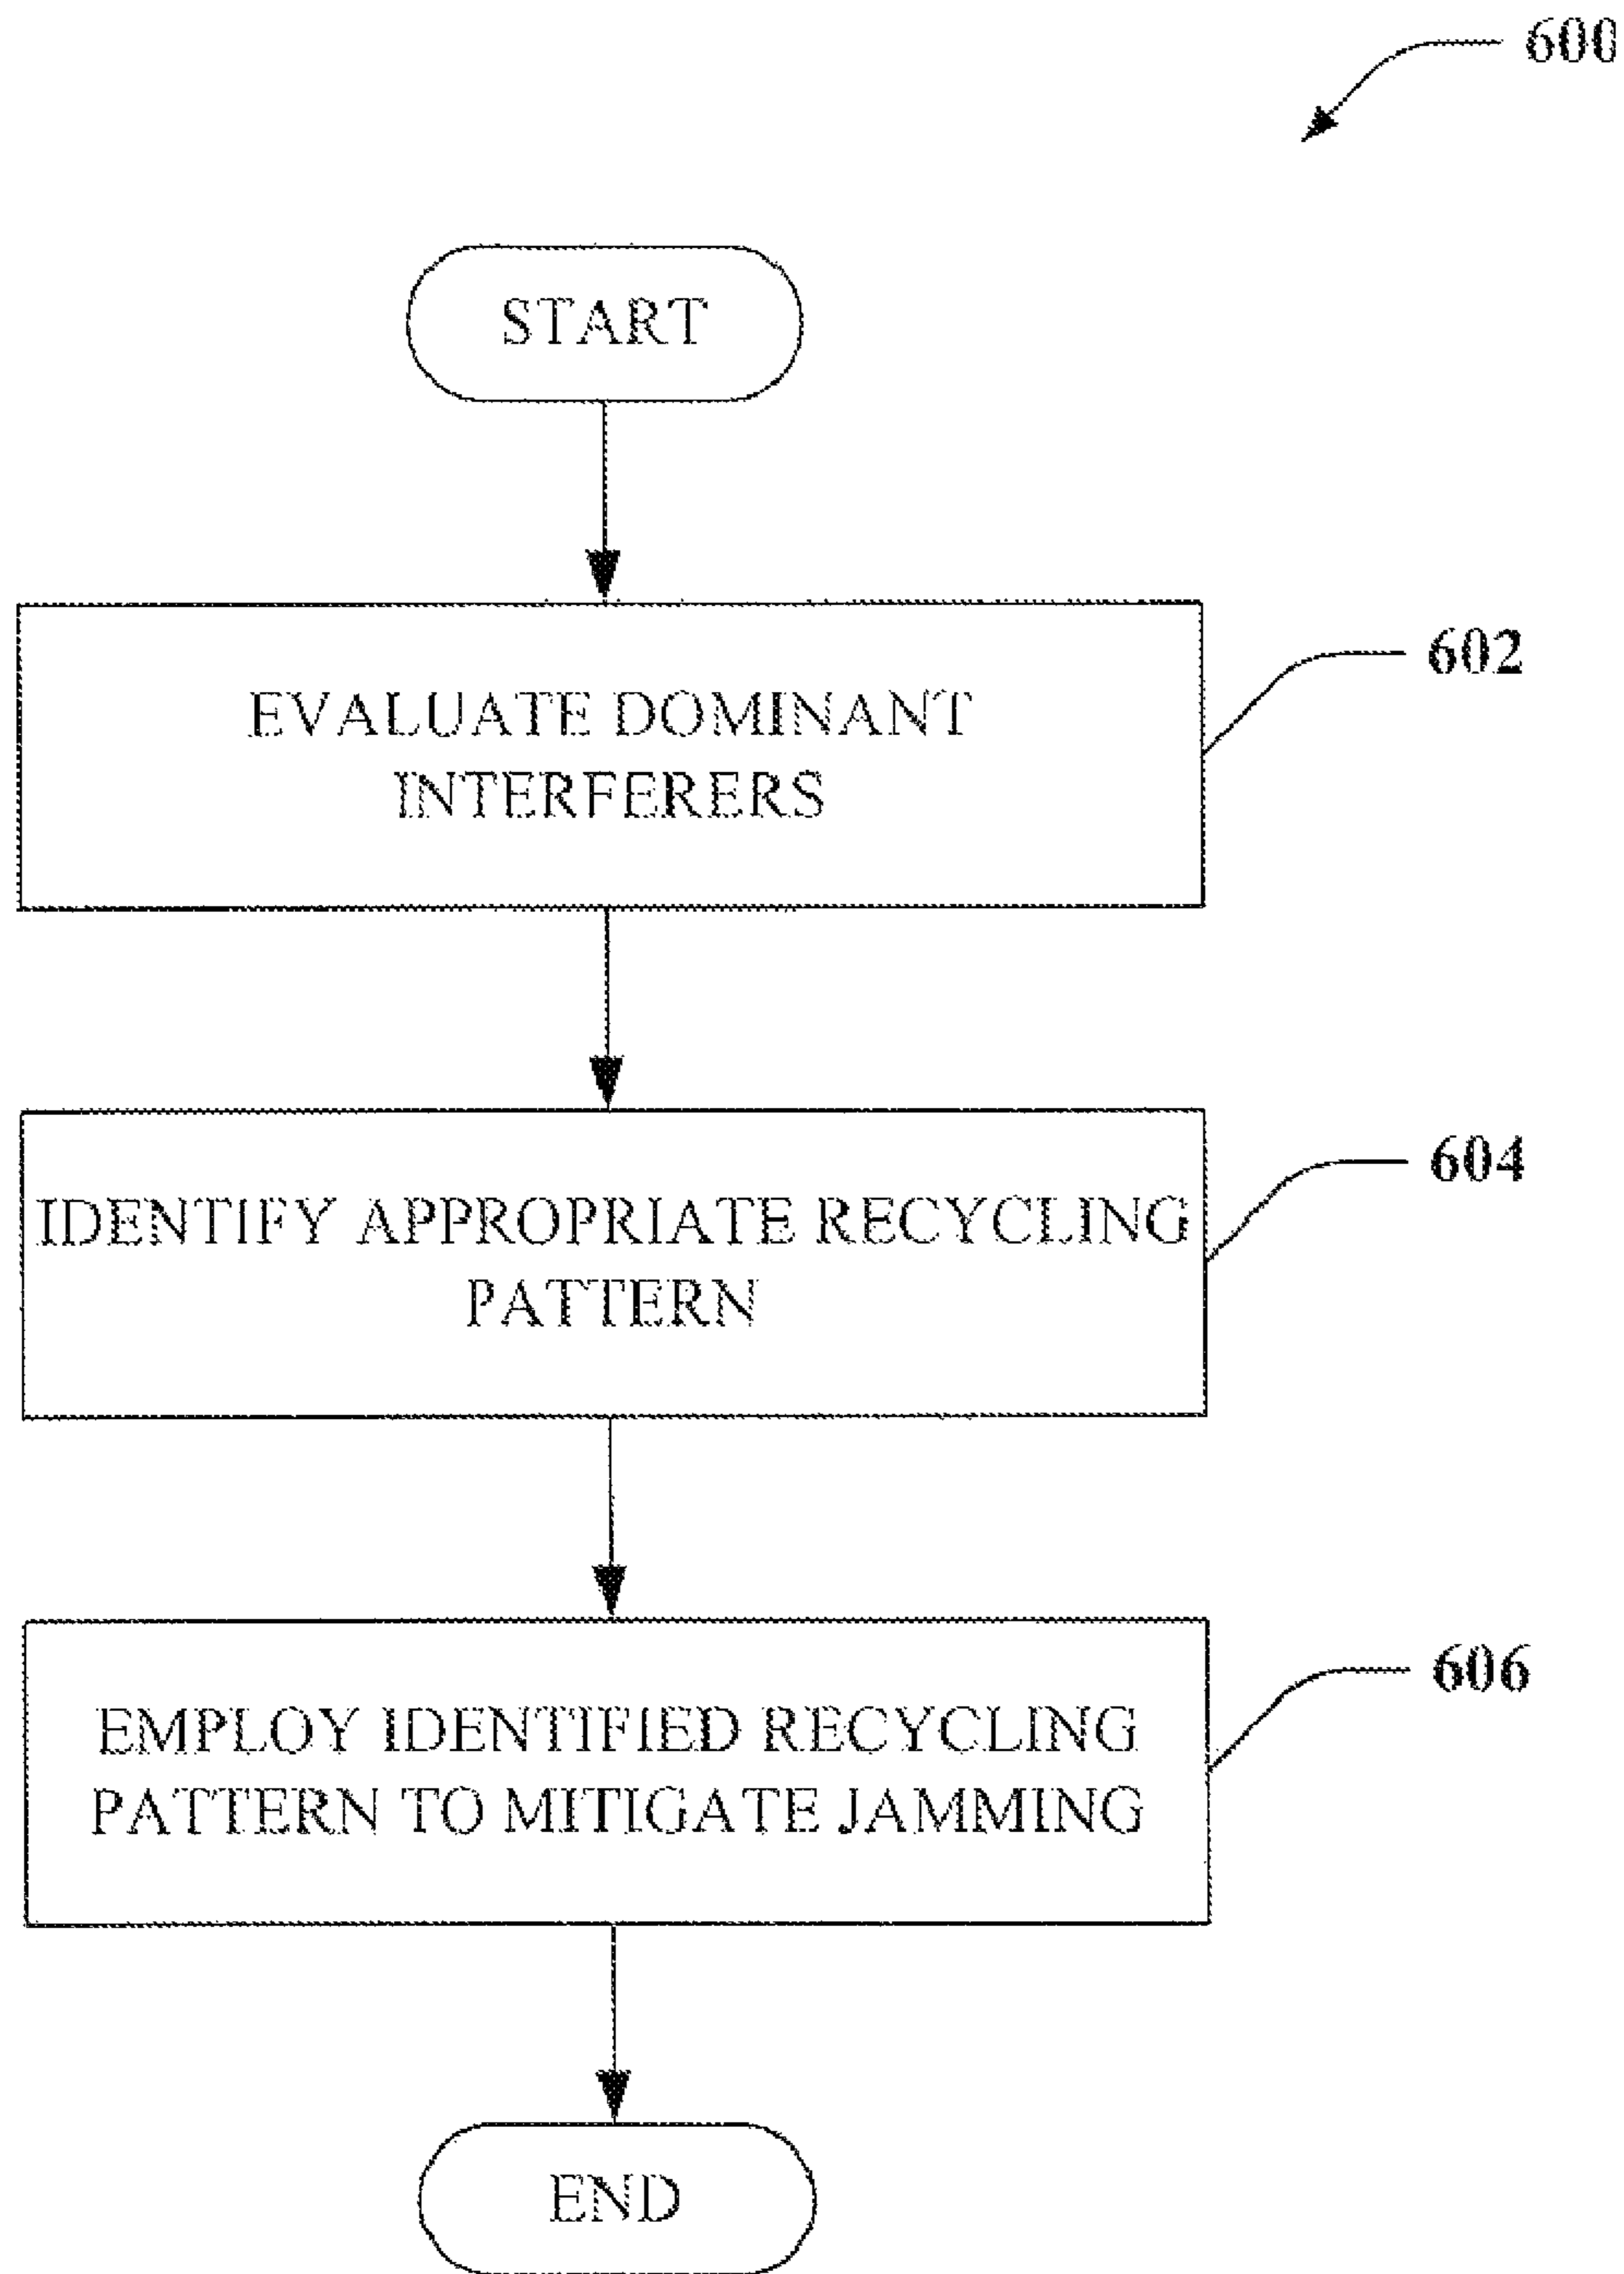 600
START
EVALUATE DOMINANT
INTERFERERS
602
IDENTIFY APPROPRIATE RECYCLING
PATTERN
604
EMPLOY IDENTIFIED RECYCLING
PATTERN TO MITIGATE JAMMING
606
END